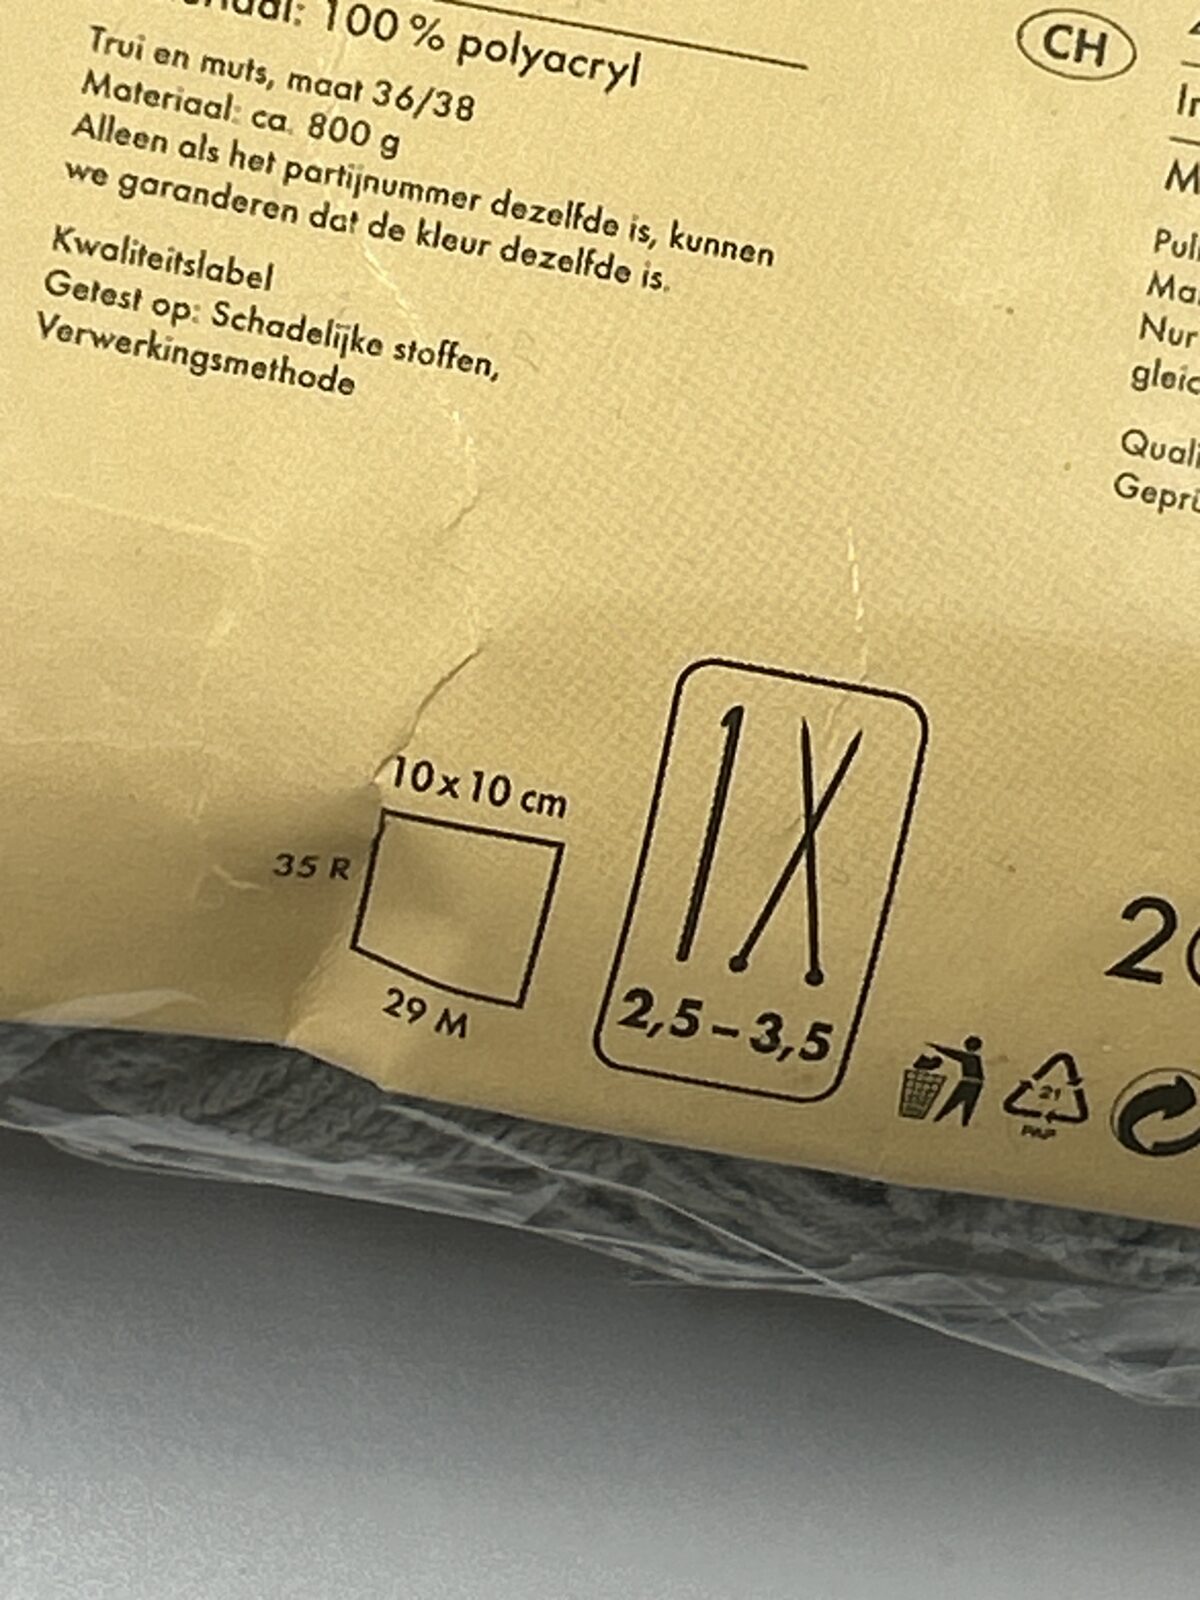 100 % polyacryl
Trui en muts, maat 36/38
Materiaal: ca. 800 g
Alleen als het partijnummer dezelfde is, kunnen
we garanderen dat de kleur dezelfde is.
Kwaliteitslabel
Getest op: Schadelijke stoffen,
Verwerkingsmethode
CH
Nur
10 x 10 cm
35 R
29 M
2,5 – 3,5
21
PAP